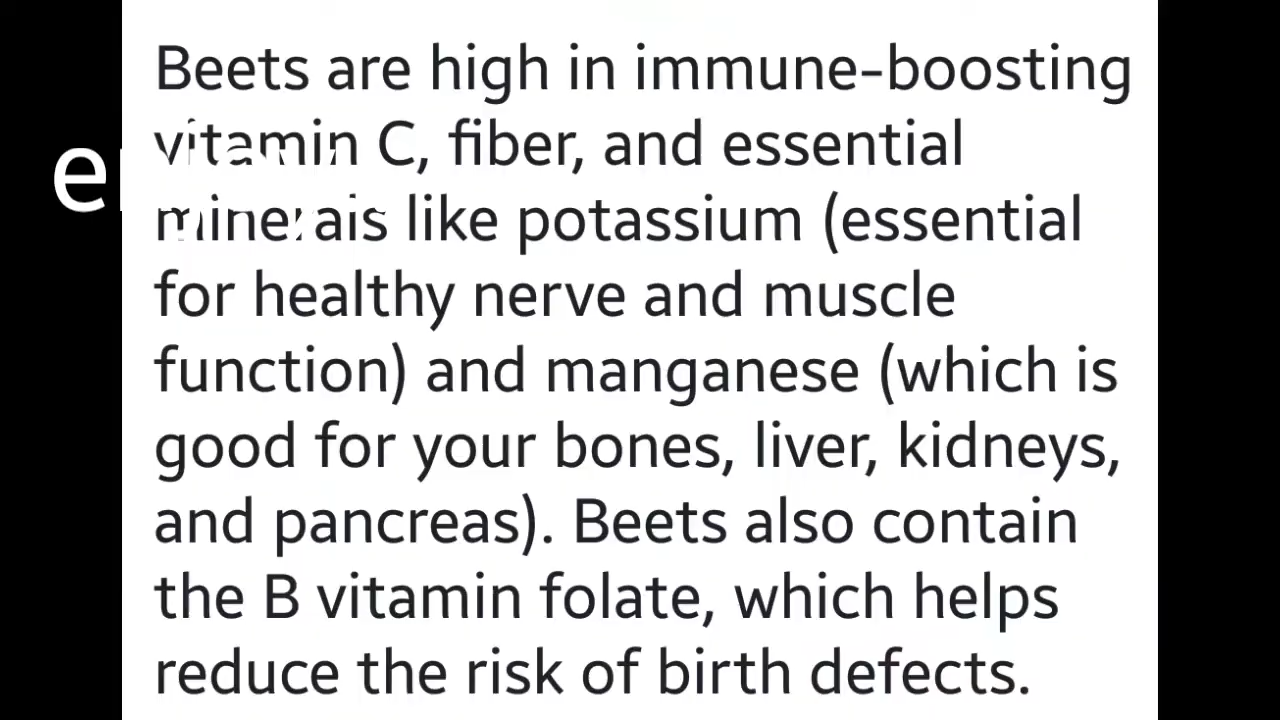 Beets are high in immune-boosting
vitamin C, fiber, and essential
minerals like potassium (essential
for healthy nerve and muscle
function) and manganese (which is
good for your bones, liver, kidneys,
and pancreas). Beets also contain
the B vitamin folate, which helps
reduce the risk of birth defects.